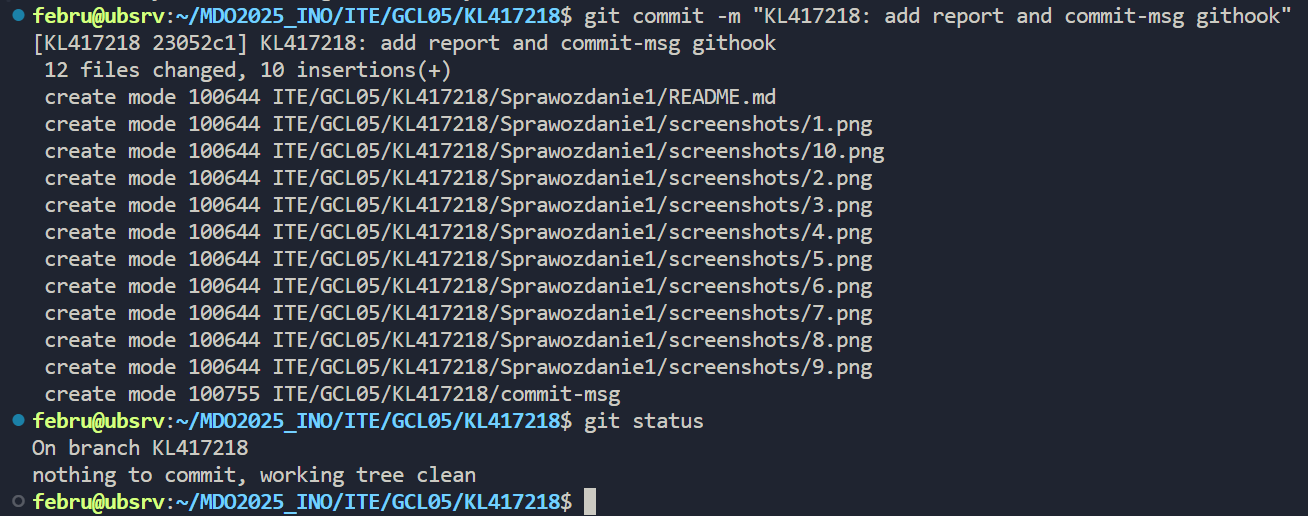 febru@ubsrv:~/MDO2025_INO/ITE/GCL05/KL417218$ git commit -m "KL417218: add report and commit-msg githook"
[KL417218 23052c1] KL417218: add report and commit-msg githook
 12 files changed, 10 insertions(+)
 create mode 100644 ITE/GCL05/KL417218/Sprawozdanie1/README.md
 create mode 100644 ITE/GCL05/KL417218/Sprawozdanie1/screenshots/1.png
 create mode 100644 ITE/GCL05/KL417218/Sprawozdanie1/screenshots/10.png
 create mode 100644 ITE/GCL05/KL417218/Sprawozdanie1/screenshots/2.png
 create mode 100644 ITE/GCL05/KL417218/Sprawozdanie1/screenshots/3.png
 create mode 100644 ITE/GCL05/KL417218/Sprawozdanie1/screenshots/4.png
 create mode 100644 ITE/GCL05/KL417218/Sprawozdanie1/screenshots/5.png
 create mode 100644 ITE/GCL05/KL417218/Sprawozdanie1/screenshots/6.png
 create mode 100644 ITE/GCL05/KL417218/Sprawozdanie1/screenshots/7.png
 create mode 100644 ITE/GCL05/KL417218/Sprawozdanie1/screenshots/8.png
 create mode 100644 ITE/GCL05/KL417218/Sprawozdanie1/screenshots/9.png
 create mode 100755 ITE/GCL05/KL417218/commit-msg
febru@ubsrv:~/MDO2025_INO/ITE/GCL05/KL417218$ git status
On branch KL417218
nothing to commit, working tree clean
febru@ubsrv:~/MDO2025_INO/ITE/GCL05/KL417218$